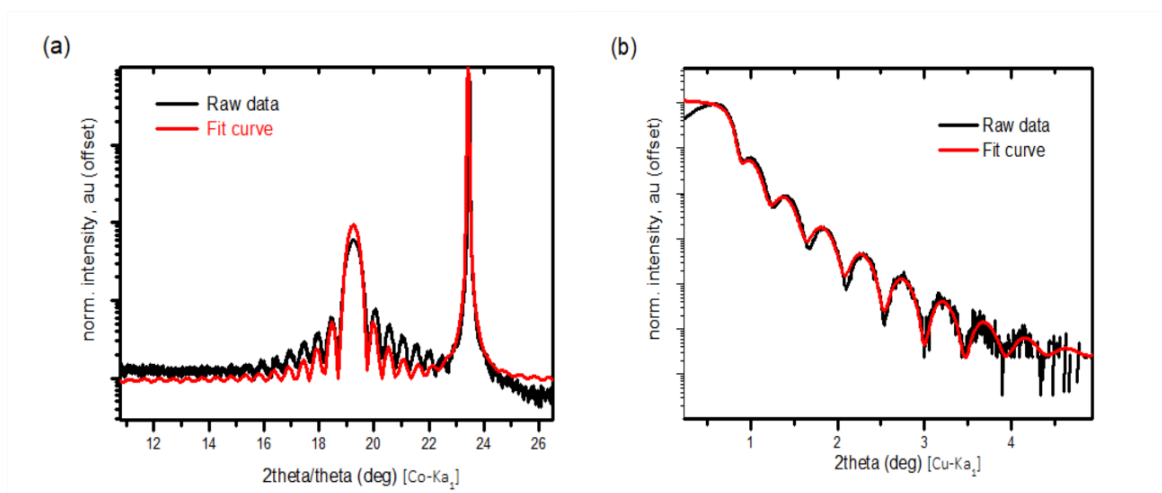 (a)
norm. intensity, au (offset)
Raw data
Fit curve
12 14 16 18 20 22 24 26
2theta/theta (deg) [Co-Ka1]
(b)
norm. intensity, au (offset)
Raw data
Fit curve
1 2 3 4
2theta (deg) [Cu-Ka1]